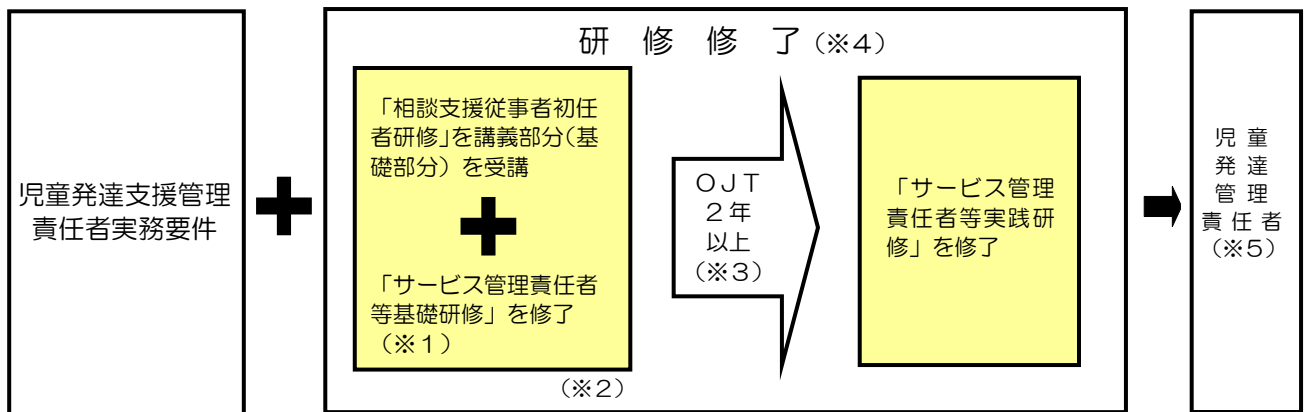 児童発達支援管理
責任者実務要件
研修修了(※4)
「相談支援従事者初任
者研修」を講義部分(基
礎部分)を受講
「サービス管理責任者
等基礎研修」を修了
(※1)
(※2)
OJT
2年
以上
(※3)
「サービス管理
責任者等実践研
修」を修了
児童
発達
管理
責任者
(※5)